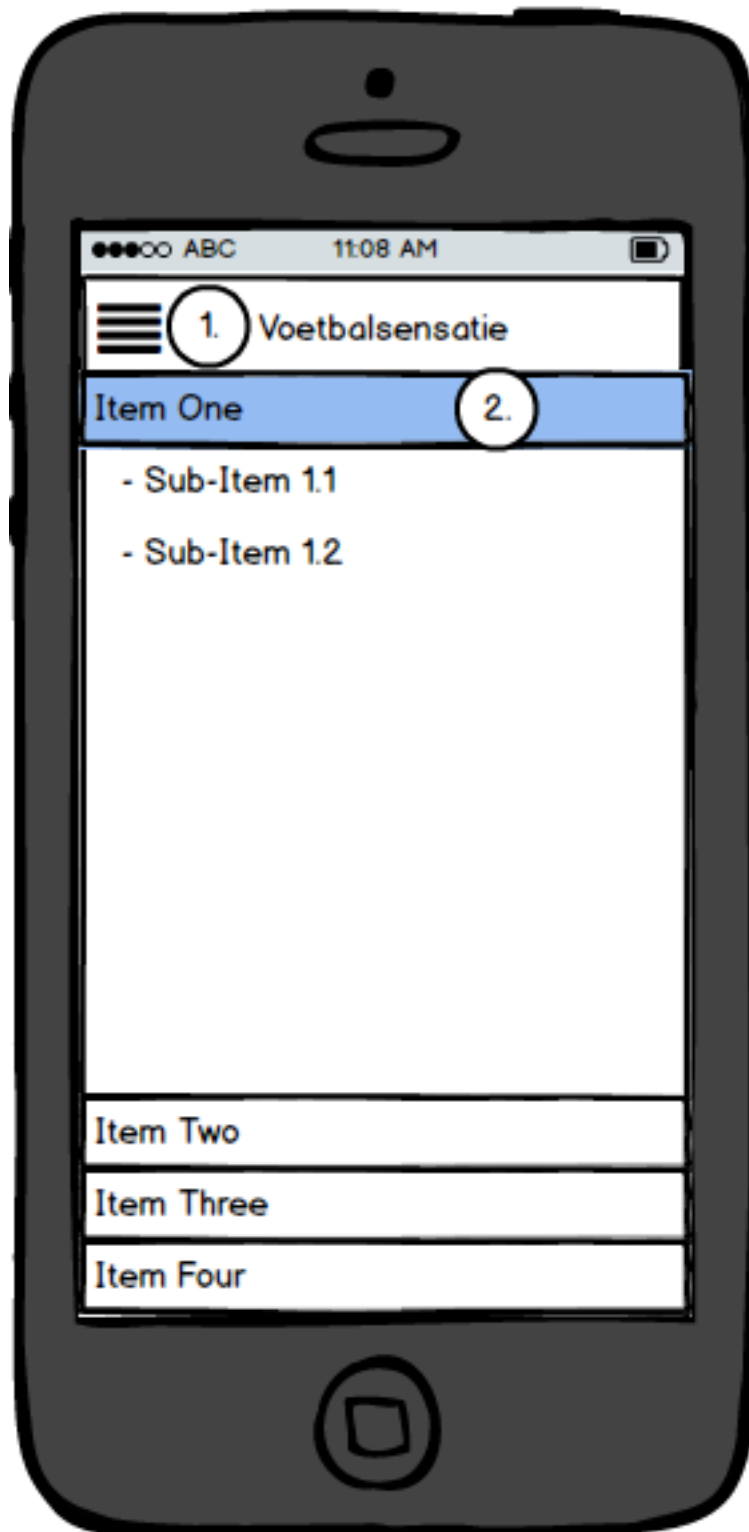 ABC 11:08 AM
1. Voetbalsensatie
Item One 2.
- Sub-Item 1.1
- Sub-Item 1.2
Item Two
Item Three
Item Four